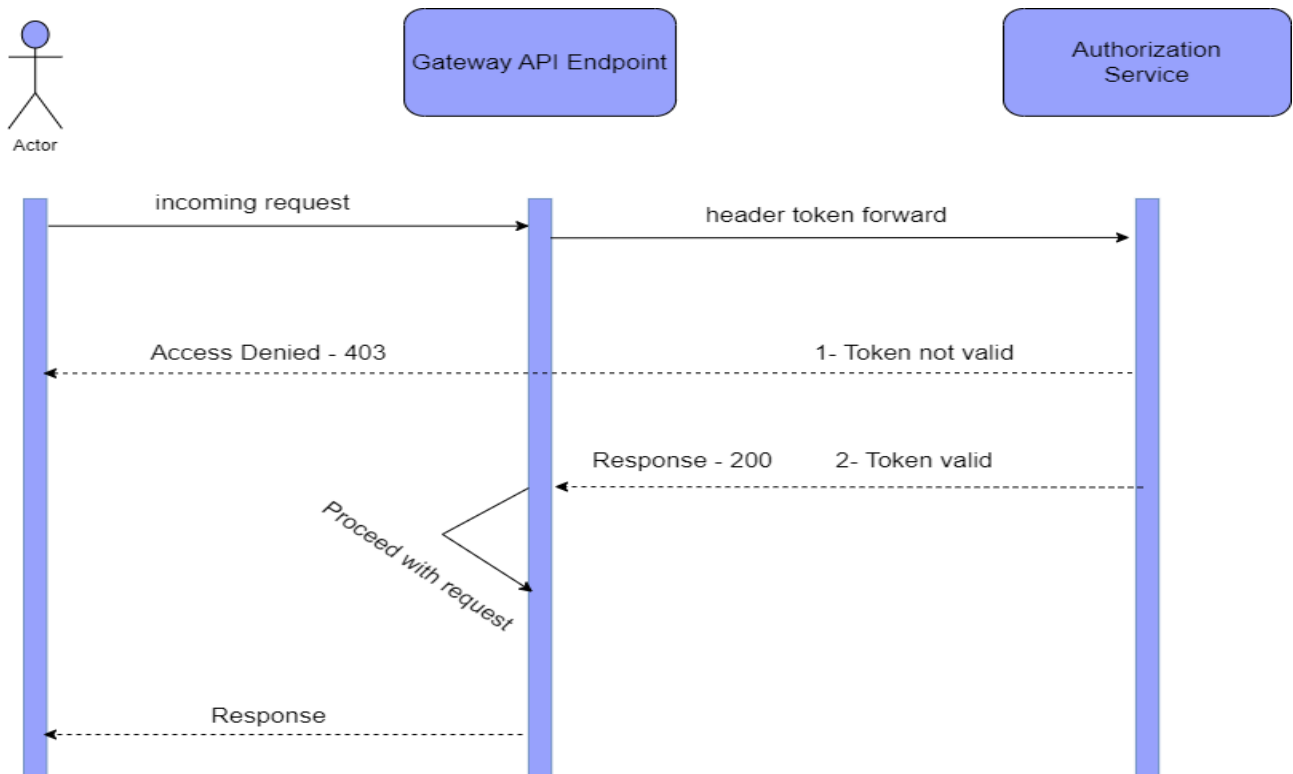 Gateway API Endpoint
Authorization
Service
Actor
incoming request
header token forward
Access Denied - 403
1- Token not valid
Response - 200
2- Token valid
Proceed with request
Response